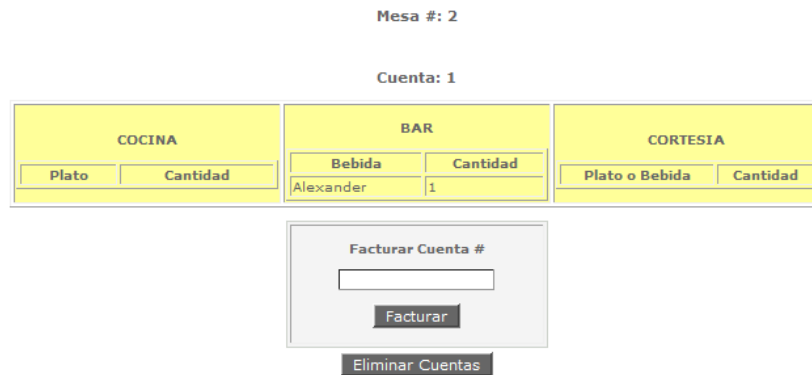 Mesa #: 2
Cuenta: 1
COCINA
Plato Cantidad
BAR
Bebida Cantidad
Alexander 1
CORTESIA
Plato o Bebida Cantidad
Facturar Cuenta #
Facturar
Eliminar Cuentas